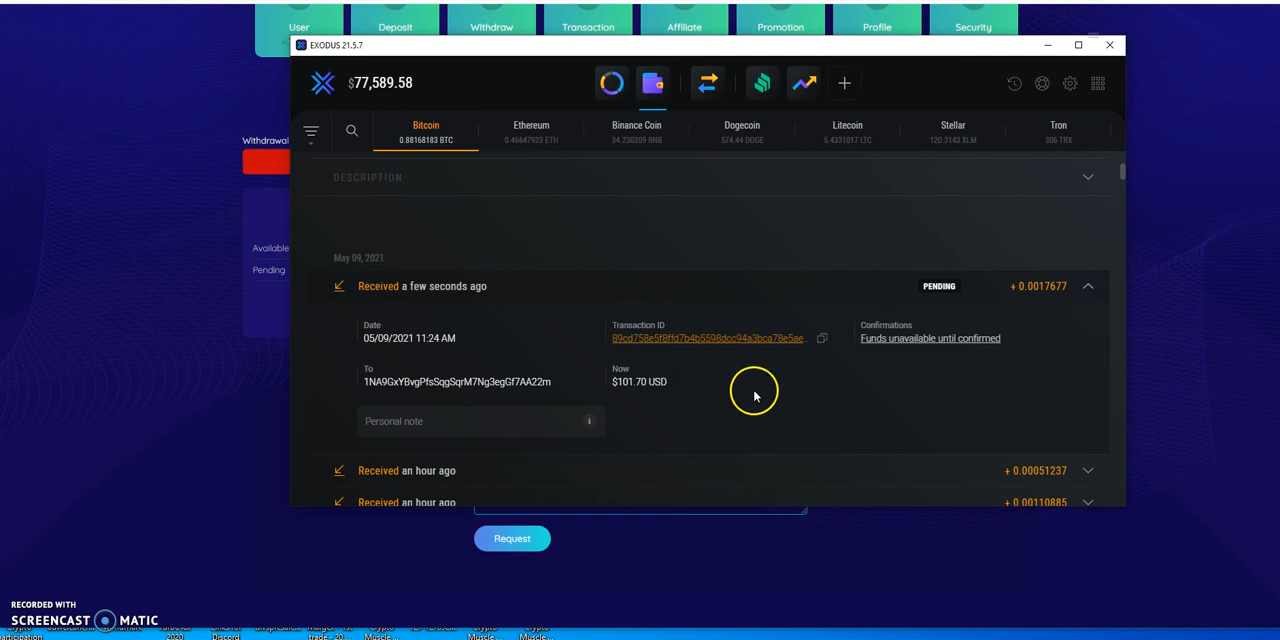 User Deposit Withdraw Transaction Affiliate Promotion Profile Security
EXODUS 21.5.7
$77,589.58
Bitcoin Ethereum Binance Coin Dogecoin Litecoin Stellar Tron
0.88168183 BTC 0.46647923 ETH 34.230209 BNB 574.44 DOGE 5.4331017 LTC 120.3143 XLM 306 TRX
Withdrawal
DESCRIPTION
Available
Pending
May 09, 2021
Received a few seconds ago PENDING + 0.0017677
Date Transaction ID Confirmations
05/09/2021 11:24 AM 89cd758e5f8ffd7b4b5598dcc94a3bca78e5ae... Funds unavailable until confirmed
To Now
1NA9GxYBvgPfsSqgSqrM7Ng3egGf7AA22m $101.70 USD
Personal note
Received an hour ago + 0.00051237
Received an hour ago + 0.00110885
Request
RECORDED WITH
SCREENCAST MATIC